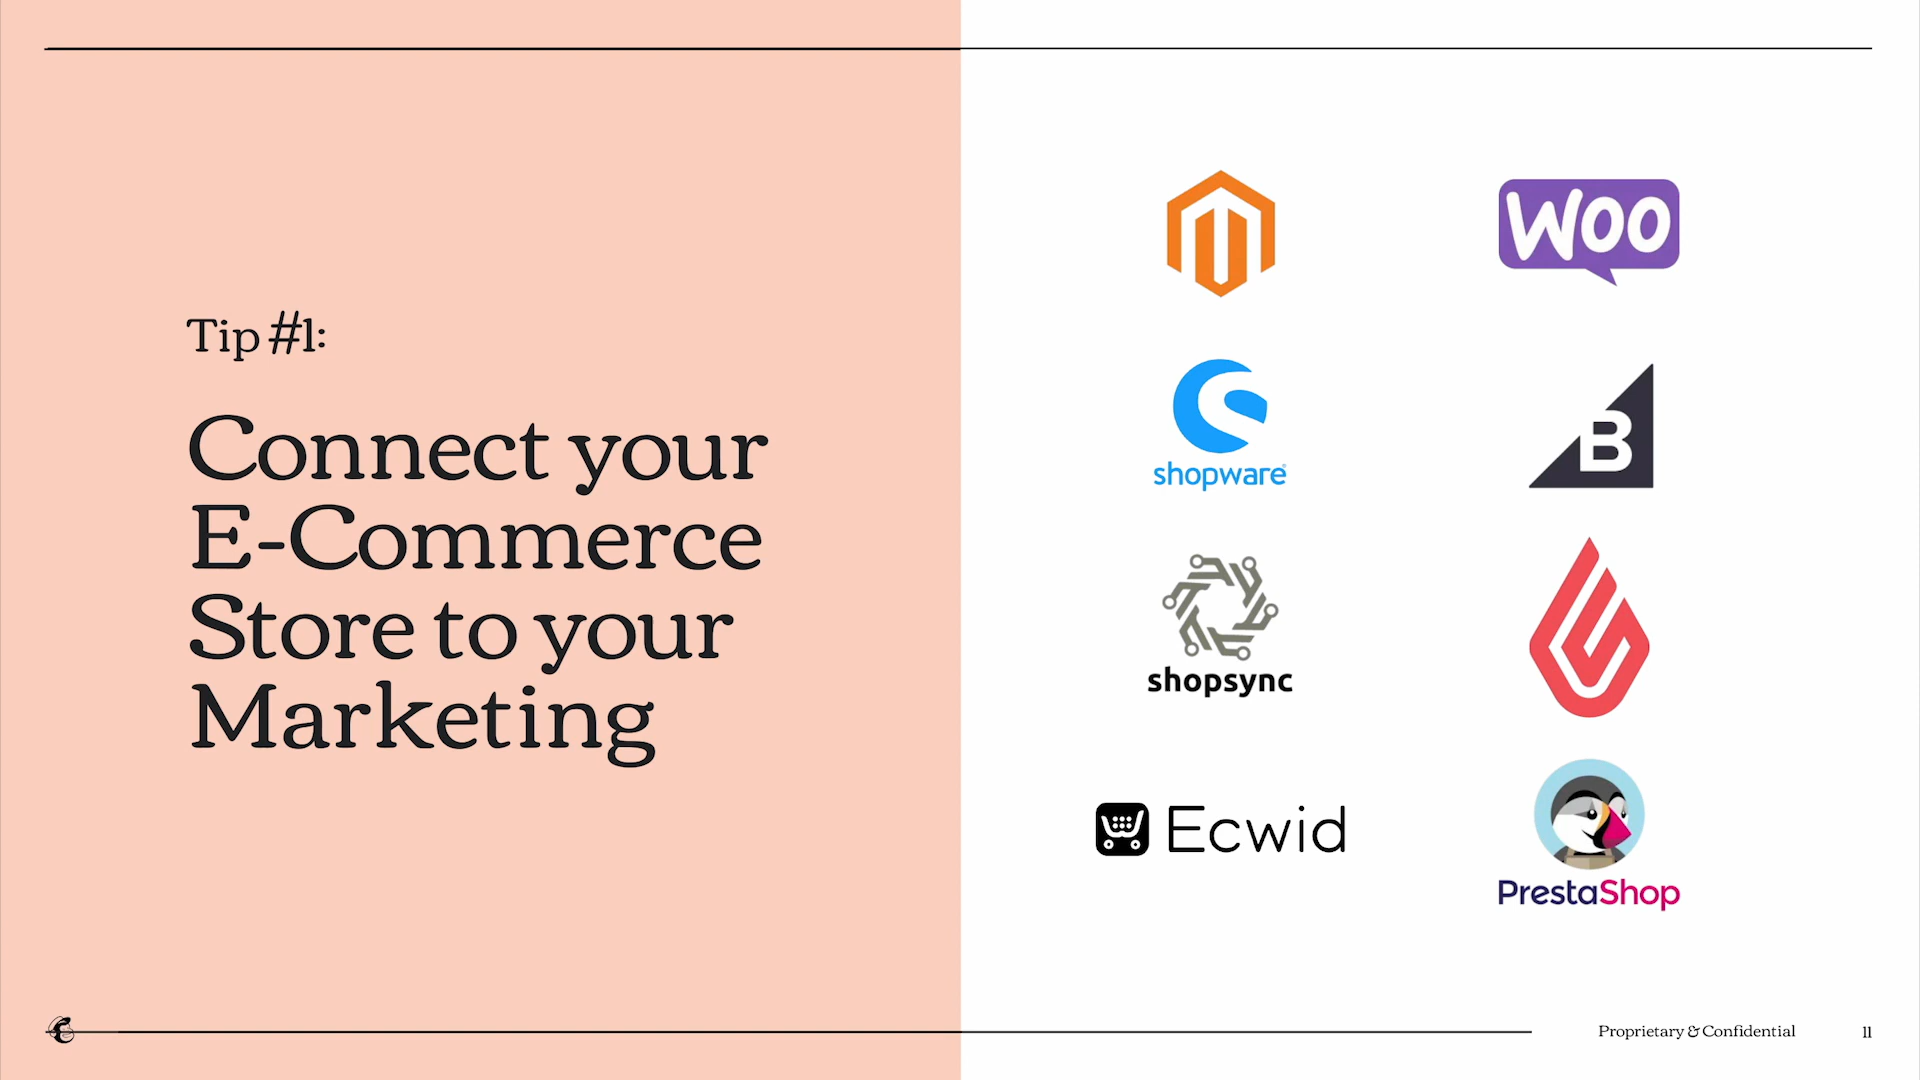 Tip #1:
Connect your
E-Commerce
Store to your
Marketing
Woo
shopware
B
shopsync
Ecwid
PrestaShop
Proprietary & Confidential
11